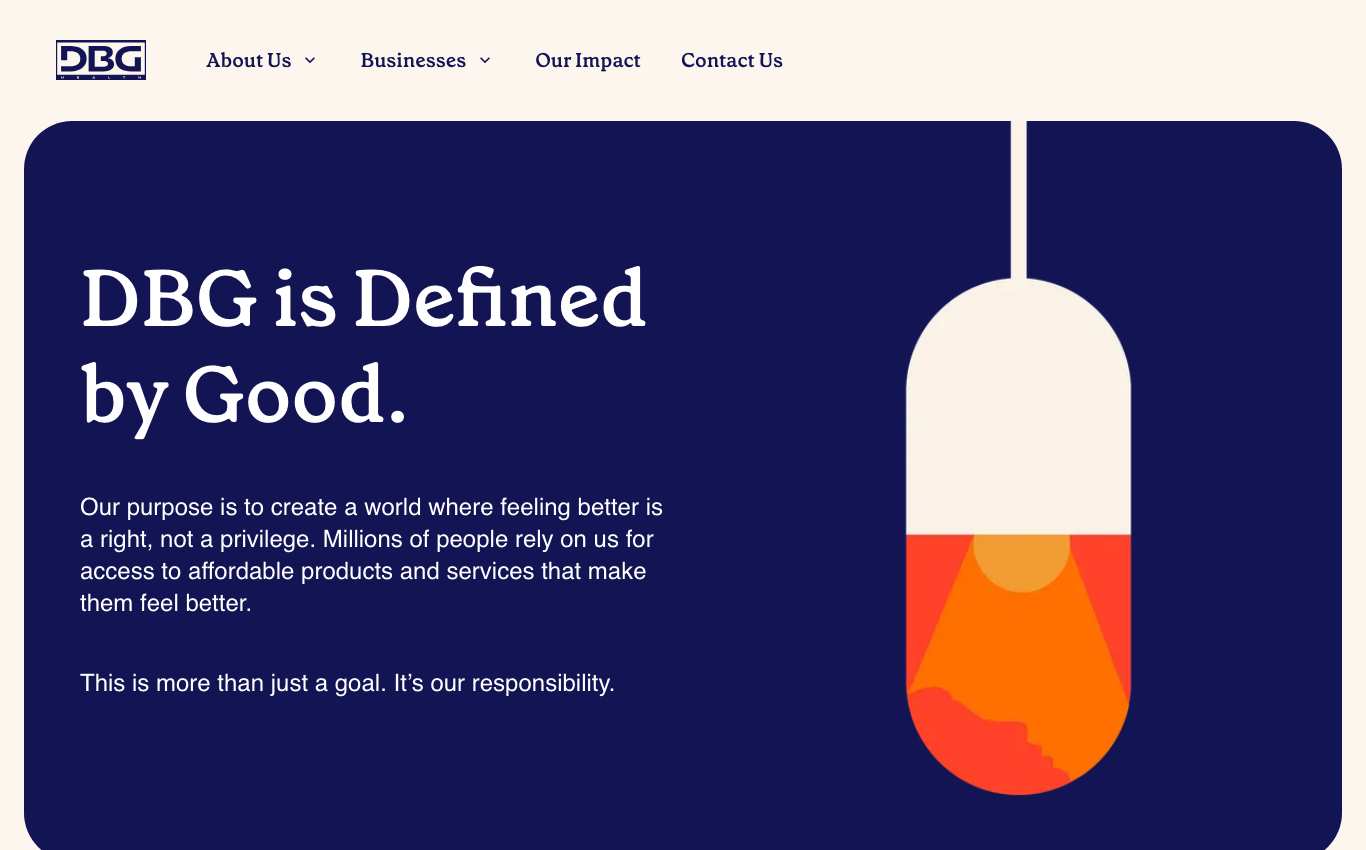 DBG
HEALTH
About Us
Businesses
Our Impact
Contact Us
DBG is Defined
by Good.
Our purpose is to create a world where feeling better is
a right, not a privilege. Millions of people rely on us for
access to affordable products and services that make
them feel better.
This is more than just a goal. It’s our responsibility.